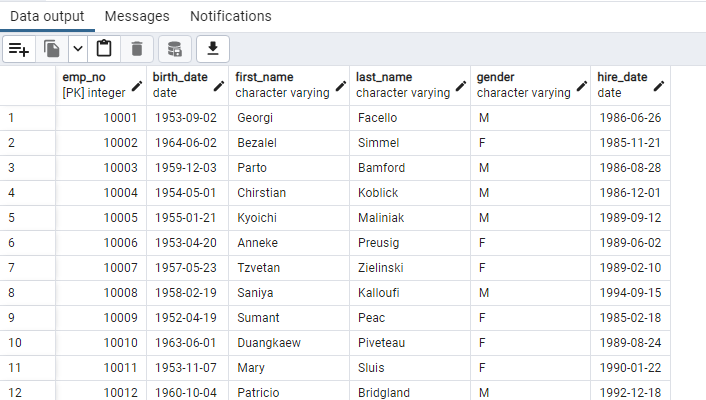 Data output Messages Notifications
emp_no birth_date first_name last_name gender hire_date
[PK] integer date character varying character varying character varying date
1 10001 1953-09-02 Georgi Facello M 1986-06-26
2 10002 1964-06-02 Bezalel Simmel F 1985-11-21
3 10003 1959-12-03 Parto Bamford M 1986-08-28
4 10004 1954-05-01 Chirstian Koblick M 1986-12-01
5 10005 1955-01-21 Kyoichi Maliniak M 1989-09-12
6 10006 1953-04-20 Anneke Preusig F 1989-06-02
7 10007 1957-05-23 Tzvetan Zielinski F 1989-02-10
8 10008 1958-02-19 Saniya Kalloufi M 1994-09-15
9 10009 1952-04-19 Sumant Peac F 1985-02-18
10 10010 1963-06-01 Duangkaew Piveteau F 1989-08-24
11 10011 1953-11-07 Mary Sluis F 1990-01-22
12 10012 1960-10-04 Patricio Bridgland M 1992-12-18